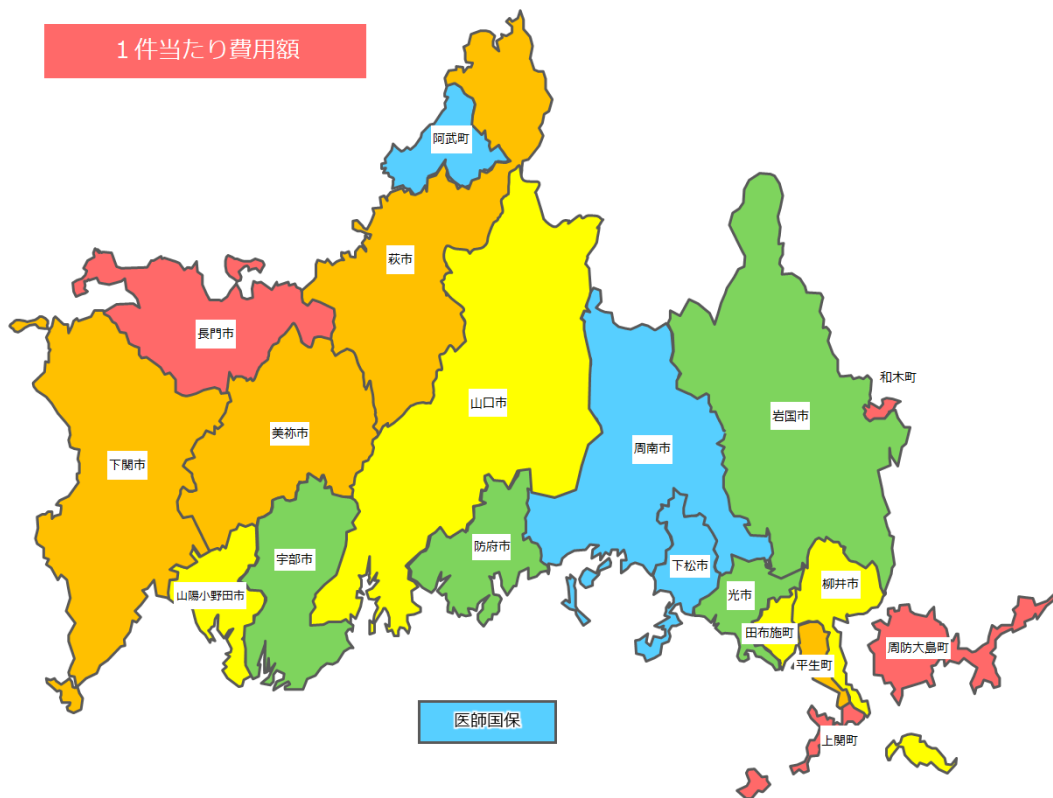 １件当たり費用額
阿武町
萩市
長門市
和木町
山口市
岩国市
美祢市
周南市
下関市
防府市
宇部市
下松市
柳井市
光市
山陽小野田市
田布施町
周防大島町
平生町
医師国保
上関町